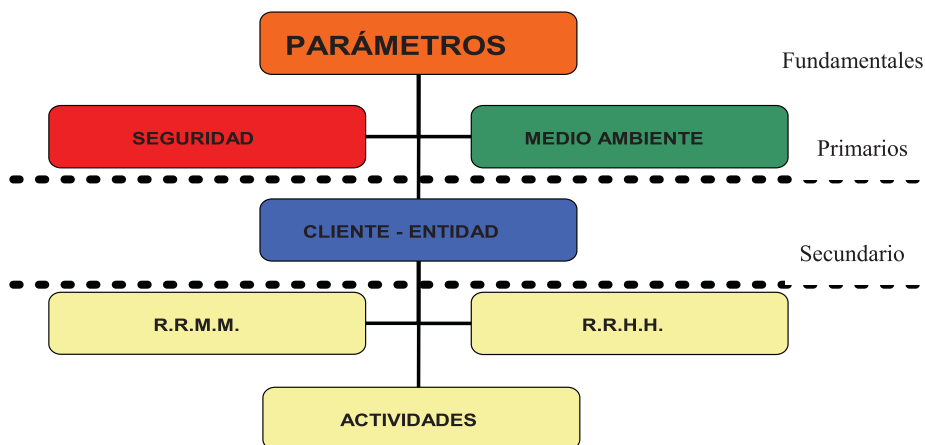 PARÁMETROS
Fundamentales
SEGURIDAD
MEDIO AMBIENTE
Primarios
CLIENTE - ENTIDAD
Secundario
R.R.M.M.
R.R.H.H.
ACTIVIDADES